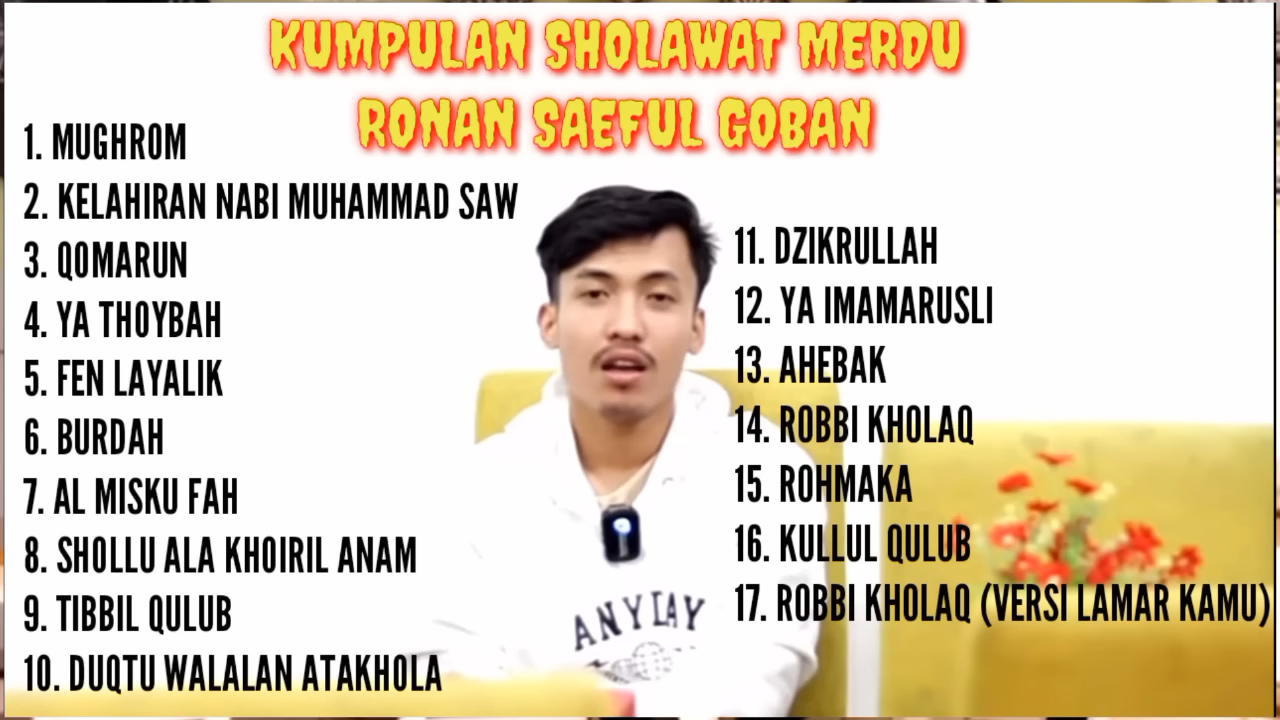 KUMPULAN SHOLAWAT MERDU
RONAN SAEFUL GOBAN
1. MUGHROM
2. KELAHIRAN NABI MUHAMMAD SAW
3. QOMARUN
4. YA THOYBAH
5. FEN LAYALIK
6. BURDAH
7. AL MISKU FAH
8. SHOLLU ALA KHOIRIL ANAM
9. TIBBIL QULUB
10. DUQTU WALALAN ATAKHOLA
11. DZIKRULLAH
12. YA IMAMARUSLI
13. AHEBAK
14. ROBBI KHOLAQ
15. ROHMAKA
16. KULLUL QULUB
17. ROBBI KHOLAQ (VERSI LAMAR KAMU)